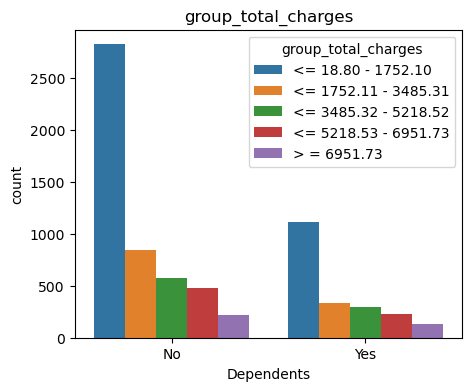 group_total_charges
group_total_charges
<= 18.80 - 1752.10
<= 1752.11 - 3485.31
<= 3485.32 - 5218.52
<= 5218.53 - 6951.73
> = 6951.73
count
2500
2000
1500
1000
500
0
No Yes
Dependents